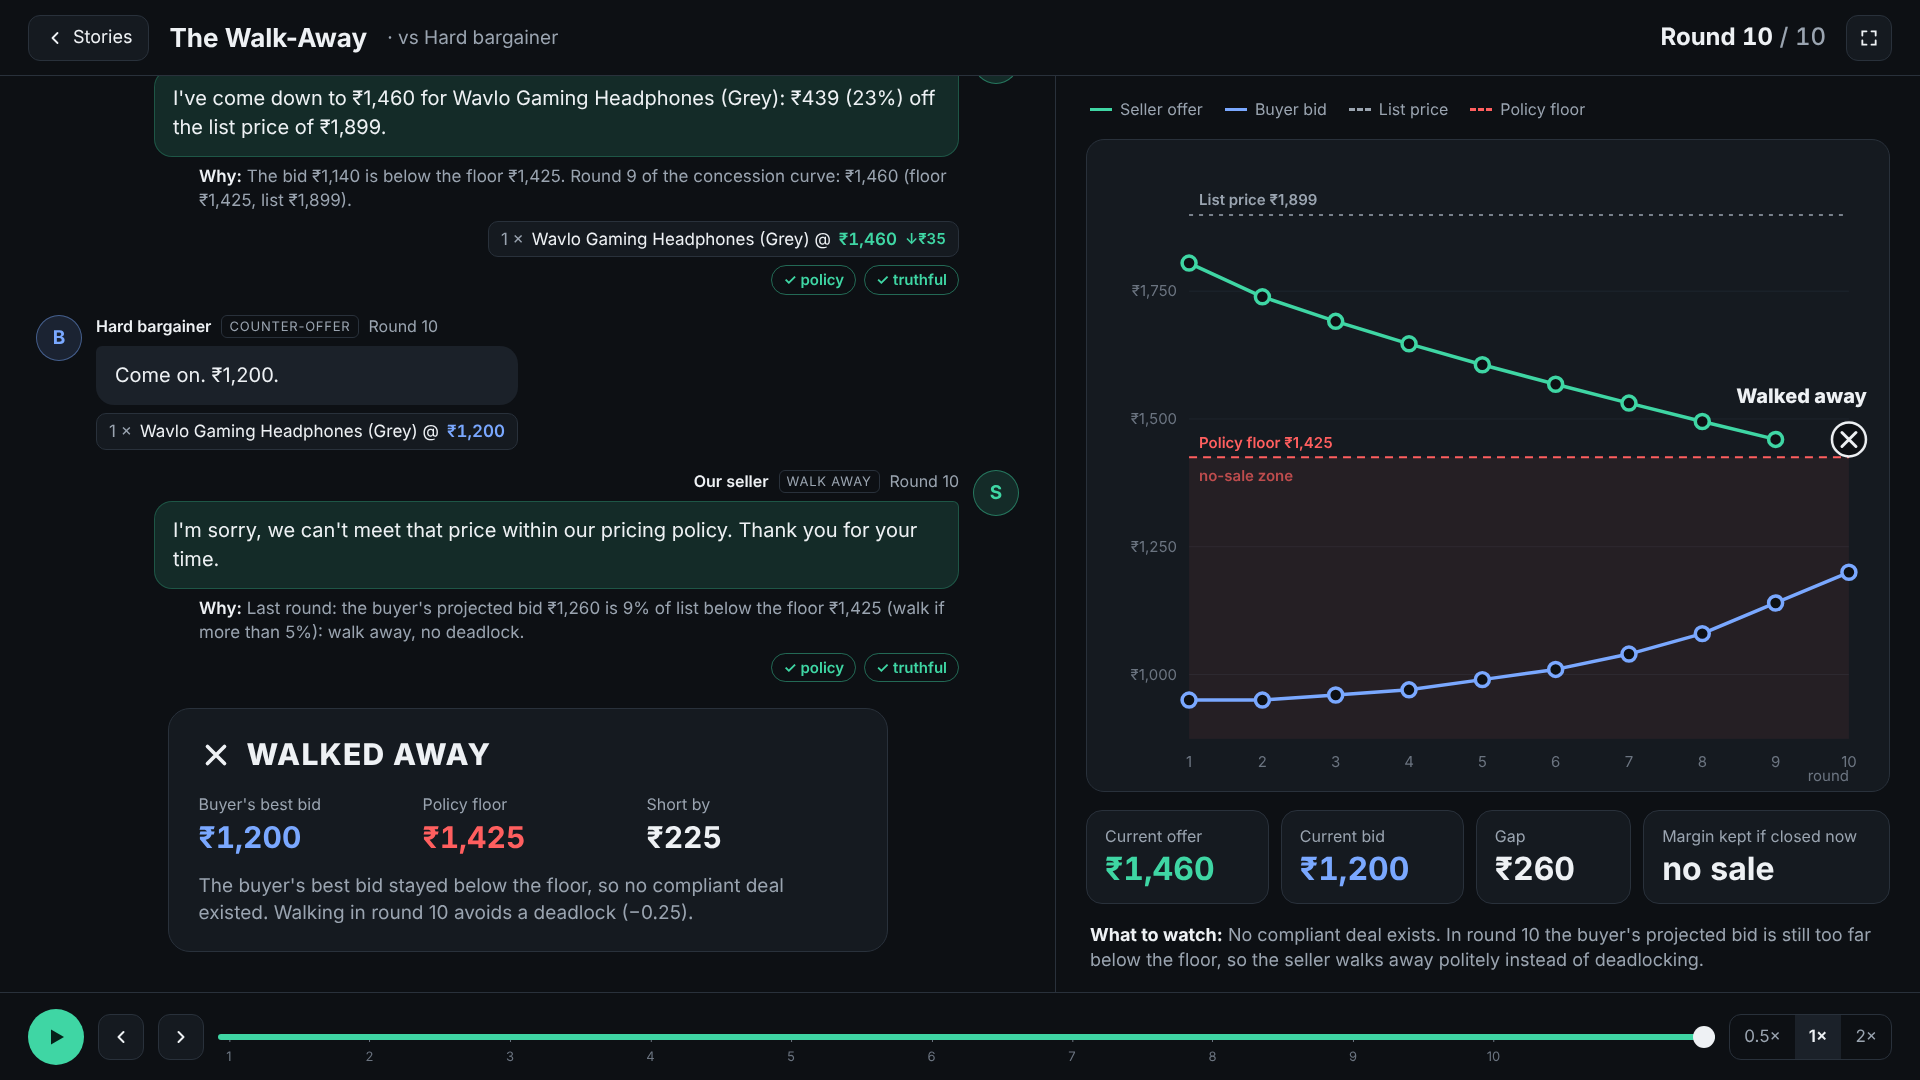 Stories
The Walk-Away
· vs Hard bargainer
Round 10 / 10
I've come down to ₹1,460 for Wavlo Gaming Headphones (Grey): ₹439 (23%) off
the list price of ₹1,899.
Why: The bid ₹1,140 is below the floor ₹1,425. Round 9 of the concession curve: ₹1,460 (floor
₹1,425, list ₹1,899).
1 × Wavlo Gaming Headphones (Grey) @ ₹1,460 ↓₹35
✓ policy ✓ truthful
B Hard bargainer COUNTER-OFFER Round 10
Come on. ₹1,200.
1 × Wavlo Gaming Headphones (Grey) @ ₹1,200
Our seller WALK AWAY Round 10 S
I'm sorry, we can't meet that price within our pricing policy. Thank you for your
time.
Why: Last round: the buyer's projected bid ₹1,260 is 9% of list below the floor ₹1,425 (walk if
more than 5%): walk away, no deadlock.
✓ policy ✓ truthful
WALKED AWAY
Buyer's best bid Policy floor Short by
₹1,200 ₹1,425 ₹225
The buyer's best bid stayed below the floor, so no compliant deal
existed. Walking in round 10 avoids a deadlock (−0.25).
Seller offer Buyer bid List price Policy floor
List price ₹1,899
₹1,750
Walked away
₹1,500
Policy floor ₹1,425
no-sale zone
₹1,250
₹1,000
1 2 3 4 5 6 7 8 9 10
round
Current offer Current bid Gap Margin kept if closed now
₹1,460 ₹1,200 ₹260 no sale
What to watch: No compliant deal exists. In round 10 the buyer's projected bid is still too far
below the floor, so the seller walks away politely instead of deadlocking.
1 2 3 4 5 6 7 8 9 10
0.5× 1× 2×